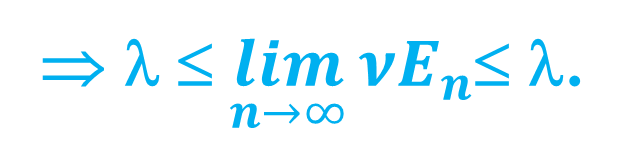 ⇒ λ ≤ lim νEₙ ≤ λ.
n→∞